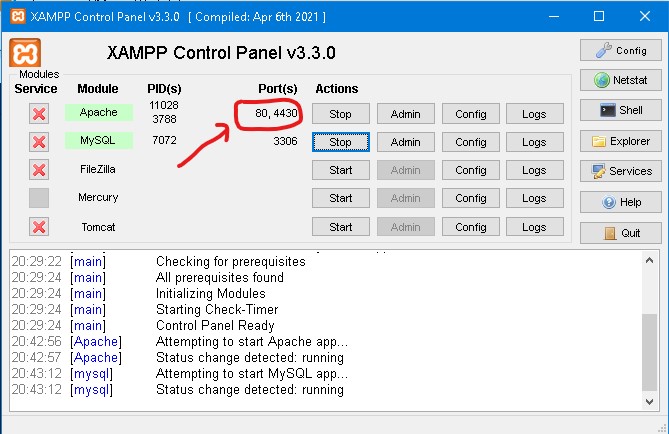 XAMPP Control Panel v3.3.0 [ Compiled: Apr 6th 2021 ]
XAMPP Control Panel v3.3.0
Config
Modules
Service Module PID(s) Port(s) Actions
Netstat
Apache 11028 3788 80, 4430 Stop Admin Config Logs
Shell
MySQL 7072 3306 Stop Admin Config Logs
Explorer
FileZilla Start Admin Config Logs
Services
Mercury Start Admin Config Logs
Help
Tomcat Start Admin Config Logs
Quit
20:29:22 [main] Checking for prerequisites
20:29:24 [main] All prerequisites found
20:29:24 [main] Initializing Modules
20:29:24 [main] Starting Check-Timer
20:29:24 [main] Control Panel Ready
20:42:56 [Apache] Attempting to start Apache app...
20:42:57 [Apache] Status change detected: running
20:43:12 [mysql] Attempting to start MySQL app...
20:43:12 [mysql] Status change detected: running